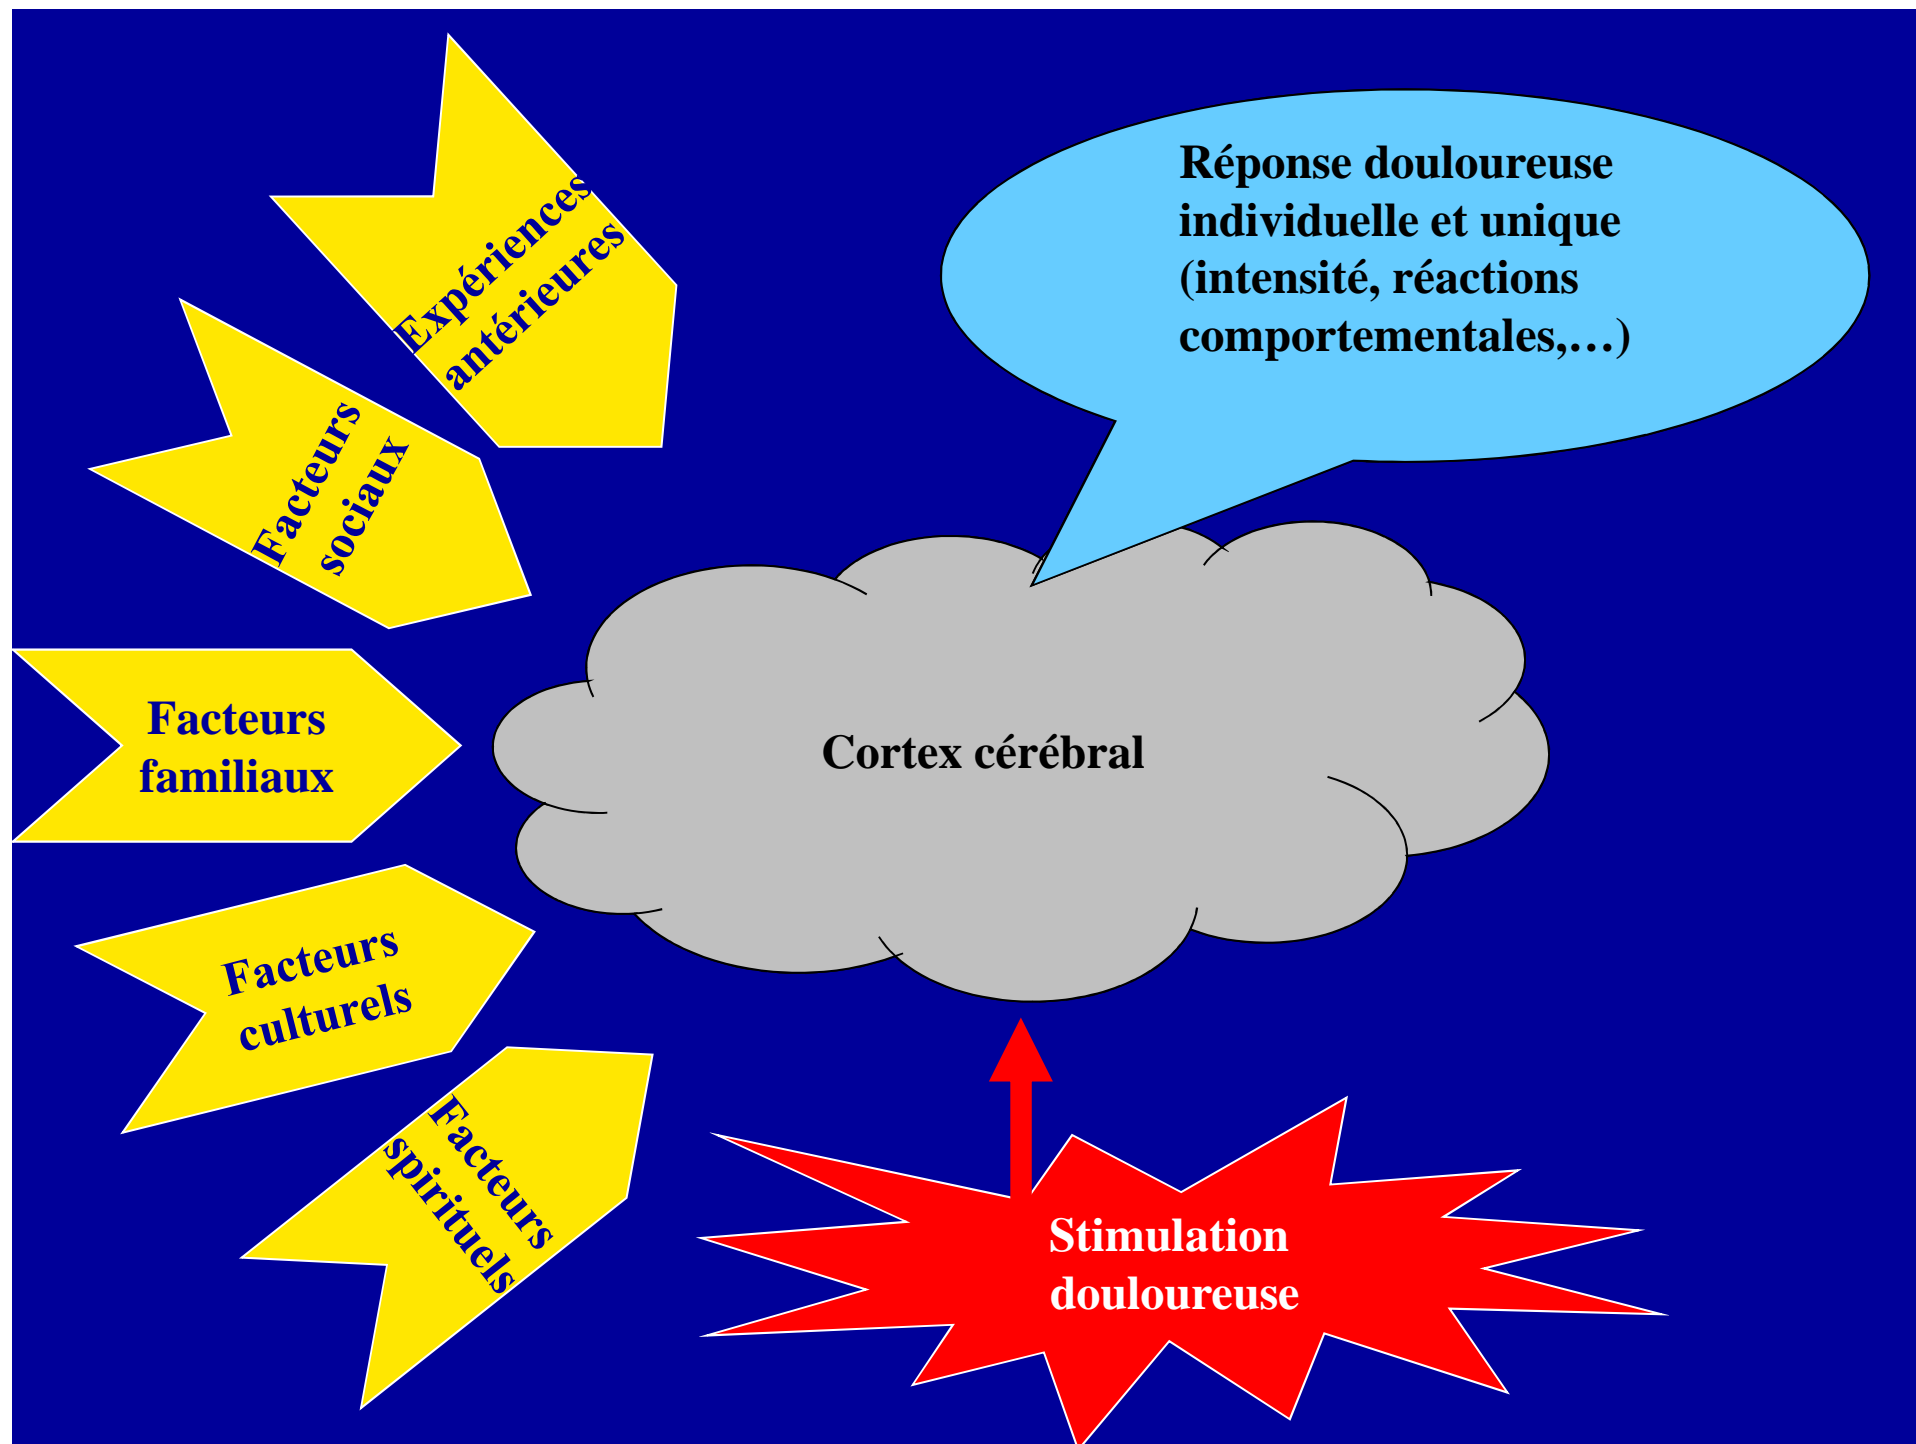 Expériences
antérieures
Réponse douloureuse
individuelle et unique
(intensité, réactions
comportementales,…)
Facteurs
sociaux
Facteurs
familiaux
Cortex cérébral
Facteurs
culturels
Facteurs
spirituels
Stimulation
douloureuse